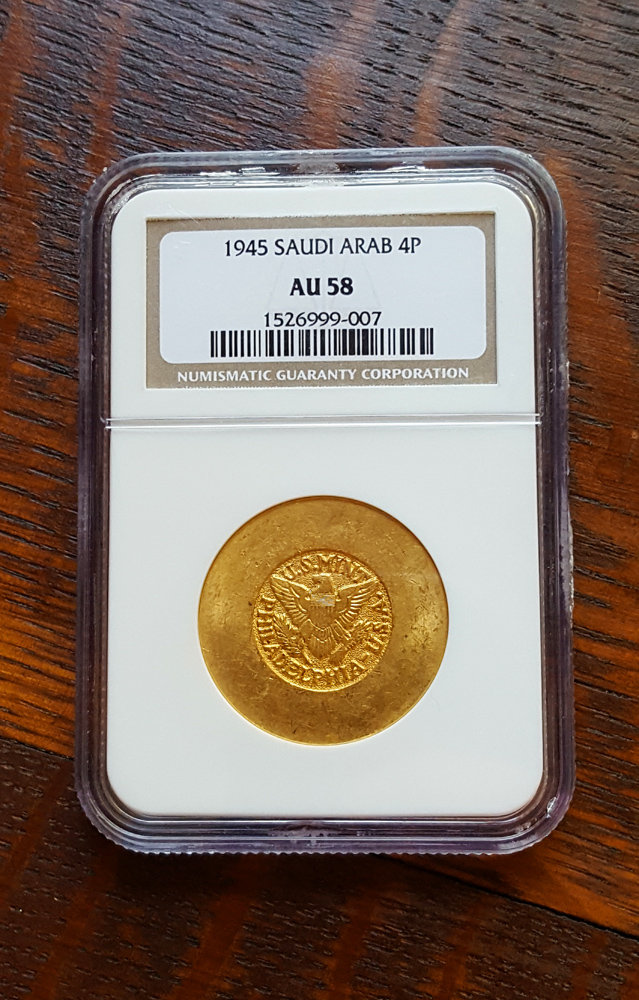 1945 SAUDI ARAB 4P
AU 58
1526999-007
NUMISMATIC GUARANTY CORPORATION
U.S. MINT
PHILADELPHIA U.S.A.